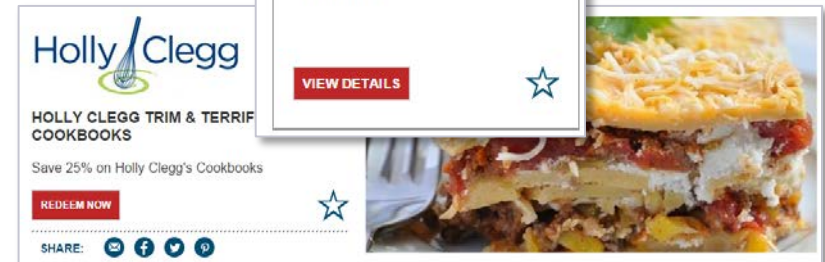 Holly Clegg
VIEW DETAILS
HOLLY CLEGG TRIM & TERRIF
COOKBOOKS
Save 25% on Holly Clegg's Cookbooks
REDEEM NOW
SHARE: